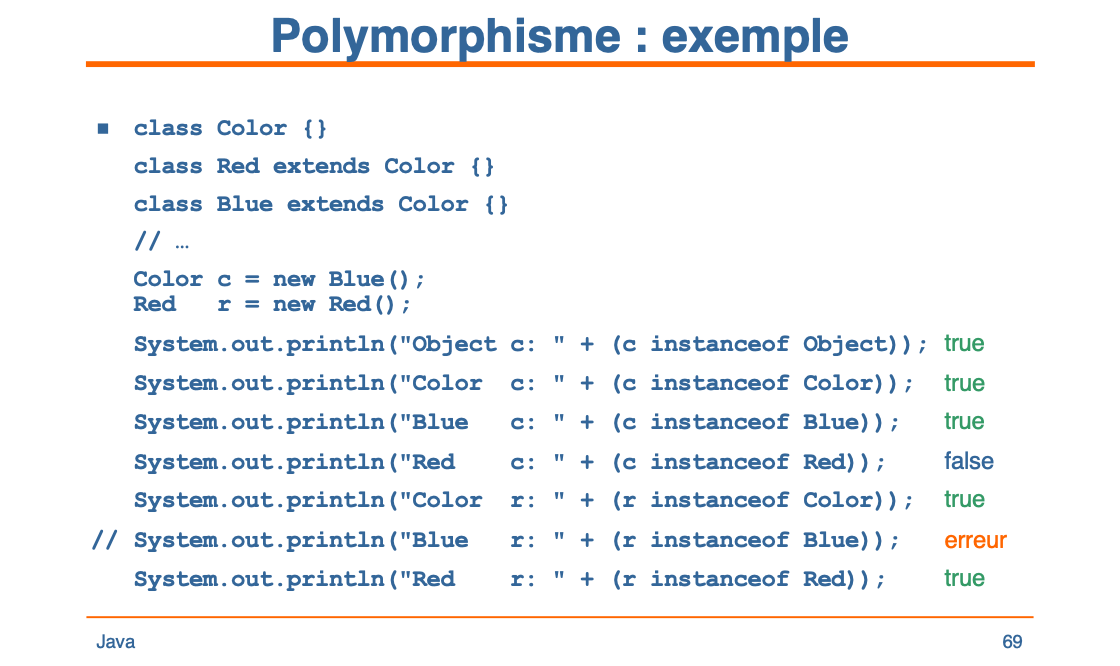 Polymorphisme : exemple
class Color {}
class Red extends Color {}
class Blue extends Color {}
// …
Color c = new Blue();
Red   r = new Red();
System.out.println("Object c: " + (c instanceof Object)); true
System.out.println("Color  c: " + (c instanceof Color)); true
System.out.println("Blue   c: " + (c instanceof Blue)); true
System.out.println("Red    c: " + (c instanceof Red)); false
System.out.println("Color  r: " + (r instanceof Color)); true
// System.out.println("Blue   r: " + (r instanceof Blue)); erreur
System.out.println("Red    r: " + (r instanceof Red)); true
Java 69